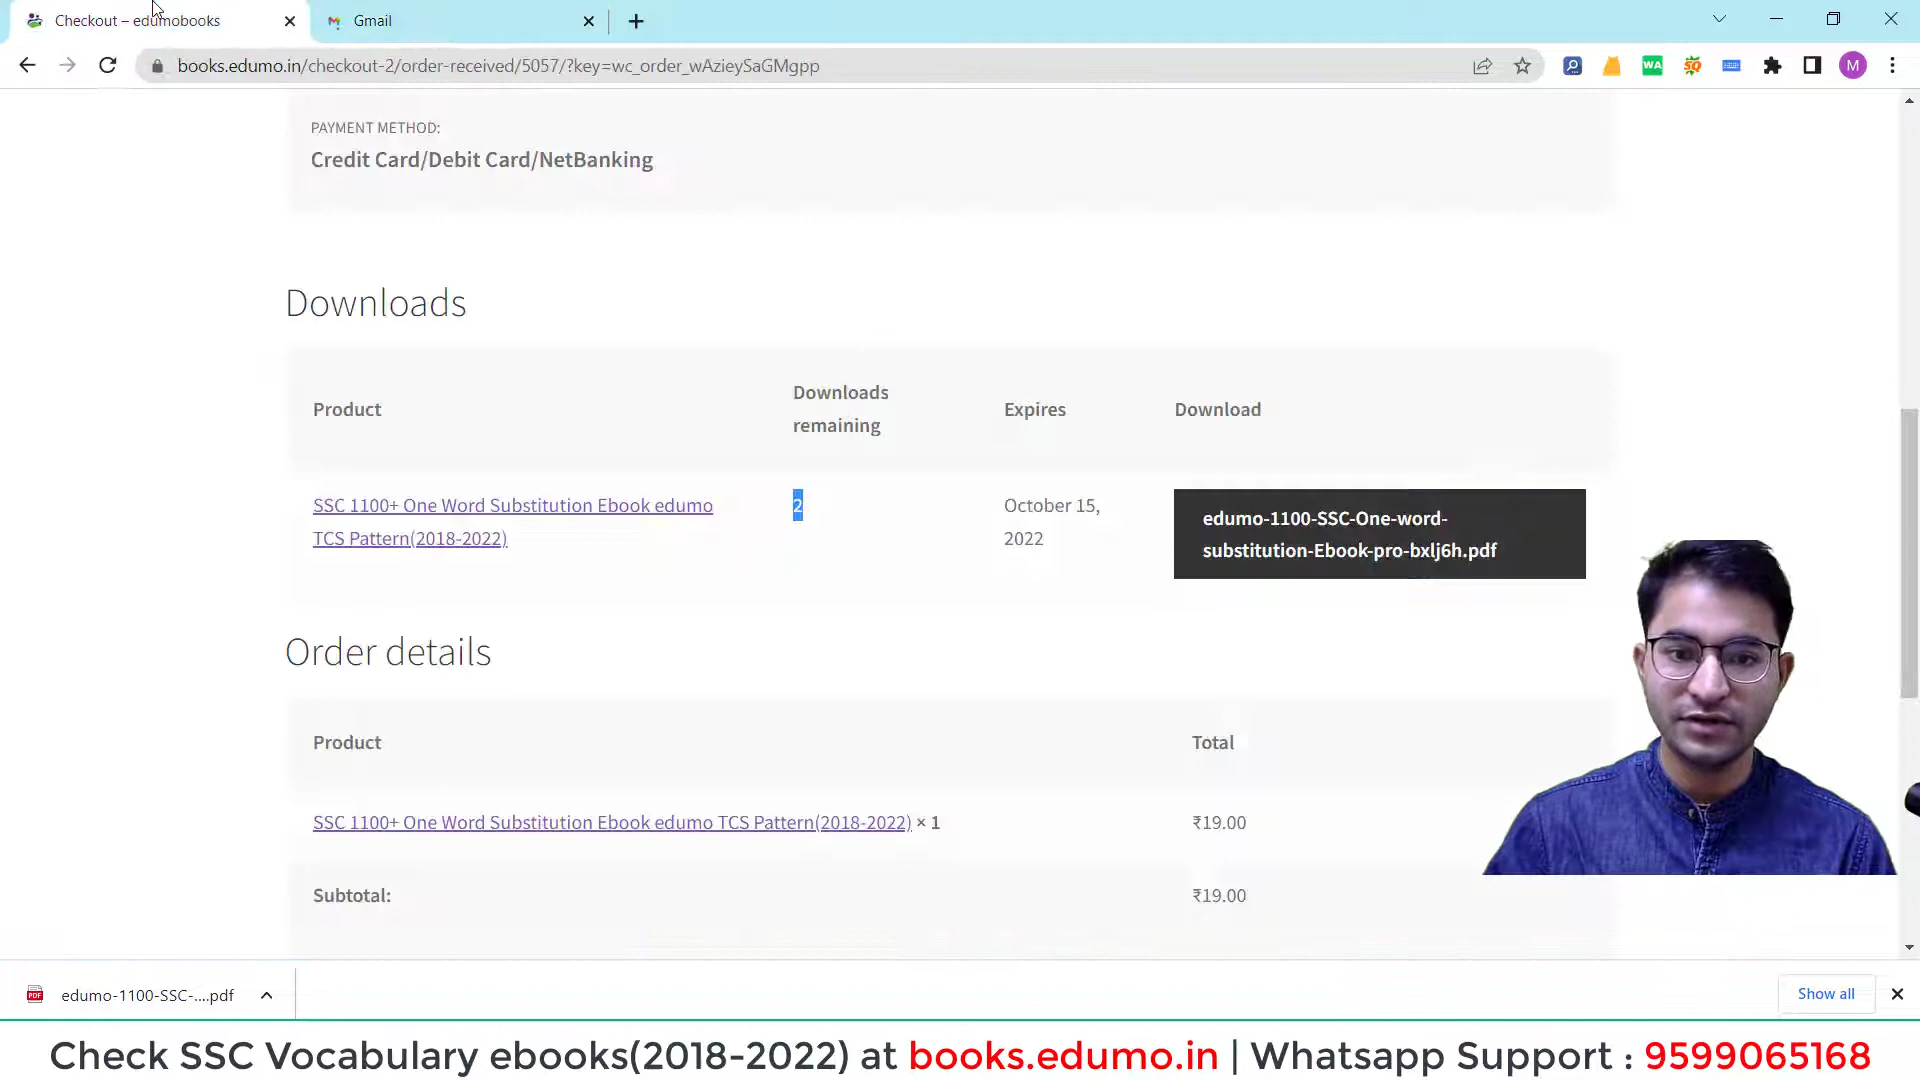 Checkout – edumobooks
Gmail
books.edumo.in/checkout-2/order-received/5057/?key=wc_order_wAzieySaGMgpp
WA
SQ
M
PAYMENT METHOD:
Credit Card/Debit Card/NetBanking
Downloads
Product
Downloads
remaining
Expires
Download
SSC 1100+ One Word Substitution Ebook edumo
TCS Pattern(2018-2022)
2
October 15,
2022
edumo-1100-SSC-One-word-
substitution-Ebook-pro-bxlj6h.pdf
Order details
Product
Total
SSC 1100+ One Word Substitution Ebook edumo TCS Pattern(2018-2022) × 1
₹19.00
Subtotal:
₹19.00
PDF
edumo-1100-SSC-....pdf
Show all
Check SSC Vocabulary ebooks(2018-2022) at books.edumo.in | Whatsapp Support : 9599065168